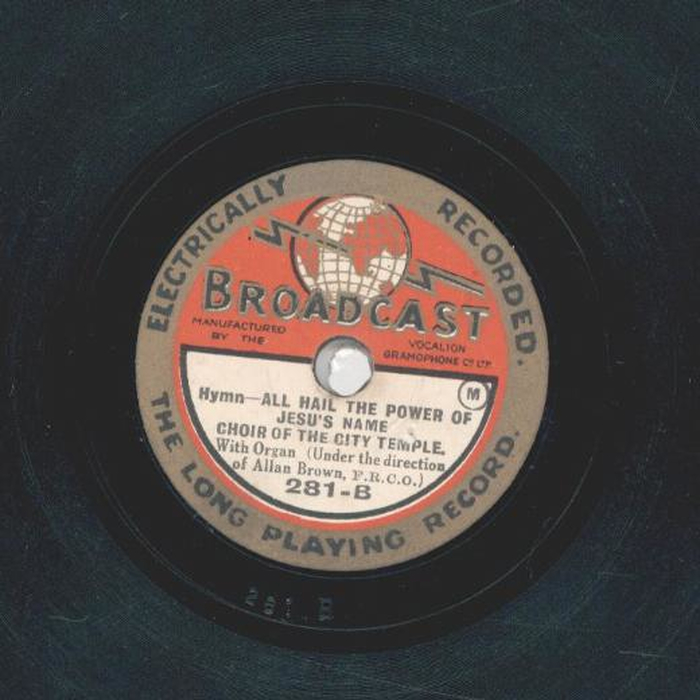 ELECTRICALLY RECORDED.
BROADCAST
MANUFACTURED
BY THE
VOCALION
GRAMOPHONE Co LTD
M
Hymn—ALL HAIL THE POWER OF
JESU'S NAME
CHOIR OF THE CITY TEMPLE.
With Organ (Under the direction
of Allan Brown, F.R.C.O.)
281-B
THE LONG PLAYING RECORD.
281.B